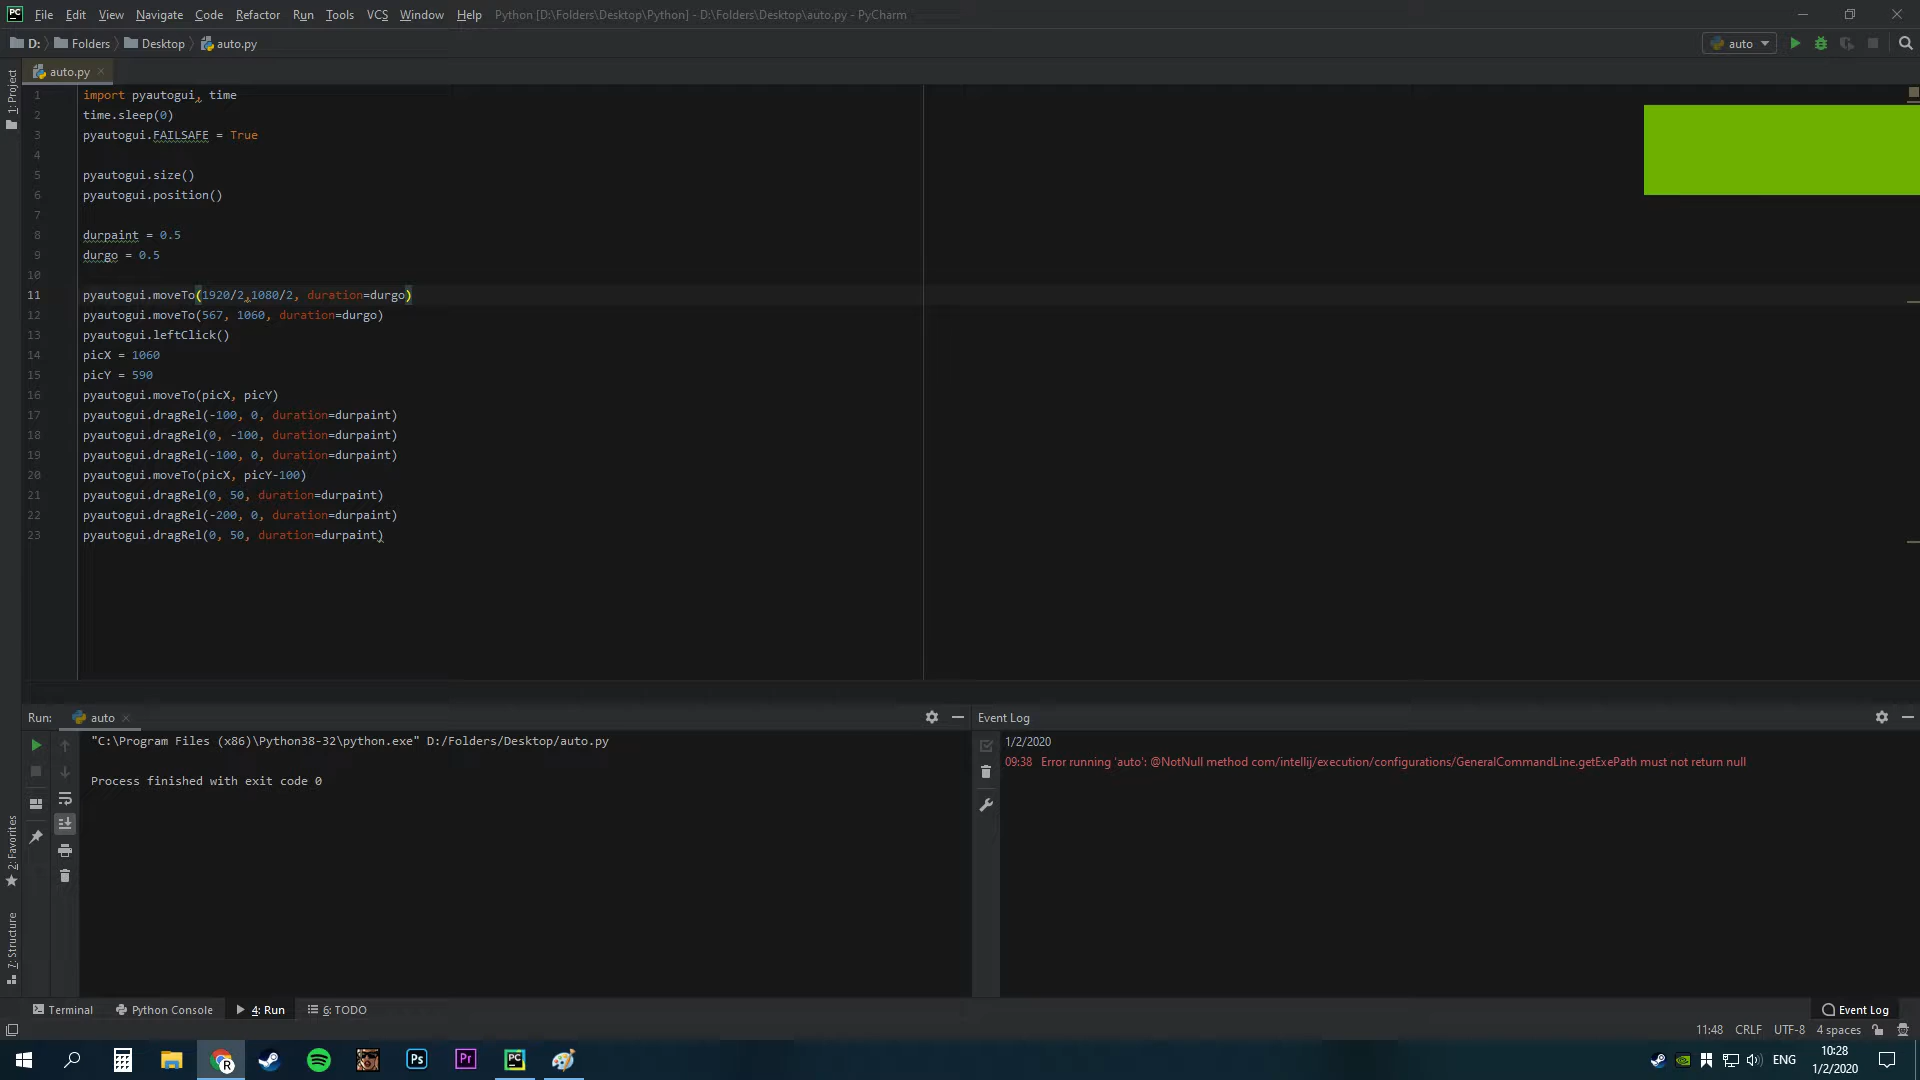 PC File Edit View Navigate Code Refactor Run Tools VCS Window Help Python [D:\Folders\Desktop\Python] - D:\Folders\Desktop\auto.py - PyCharm
D: Folders Desktop auto.py auto
1: Project
auto.py
1 import pyautogui, time
2 time.sleep(0)
3 pyautogui.FAILSAFE = True
4
5 pyautogui.size()
6 pyautogui.position()
7
8 durpaint = 0.5
9 durgo = 0.5
10
11 pyautogui.moveTo(1920/2,1080/2, duration=durgo)
12 pyautogui.moveTo(567, 1060, duration=durgo)
13 pyautogui.leftClick()
14 picX = 1060
15 picY = 590
16 pyautogui.moveTo(picX, picY)
17 pyautogui.dragRel(-100, 0, duration=durpaint)
18 pyautogui.dragRel(0, -100, duration=durpaint)
19 pyautogui.dragRel(-100, 0, duration=durpaint)
20 pyautogui.moveTo(picX, picY-100)
21 pyautogui.dragRel(0, 50, duration=durpaint)
22 pyautogui.dragRel(-200, 0, duration=durpaint)
23 pyautogui.dragRel(0, 50, duration=durpaint)
Run: auto
"C:\Program Files (x86)\Python38-32\python.exe" D:/Folders/Desktop/auto.py
Process finished with exit code 0
Event Log
1/2/2020
09:38 Error running 'auto': @NotNull method com/intellij/execution/configurations/GeneralCommandLine.getExePath must not return null
2: Favorites
7: Structure
Terminal Python Console 4: Run 6: TODO Event Log
11:48 CRLF UTF-8 4 spaces
R Ps Pr PC ENG
10:28
1/2/2020